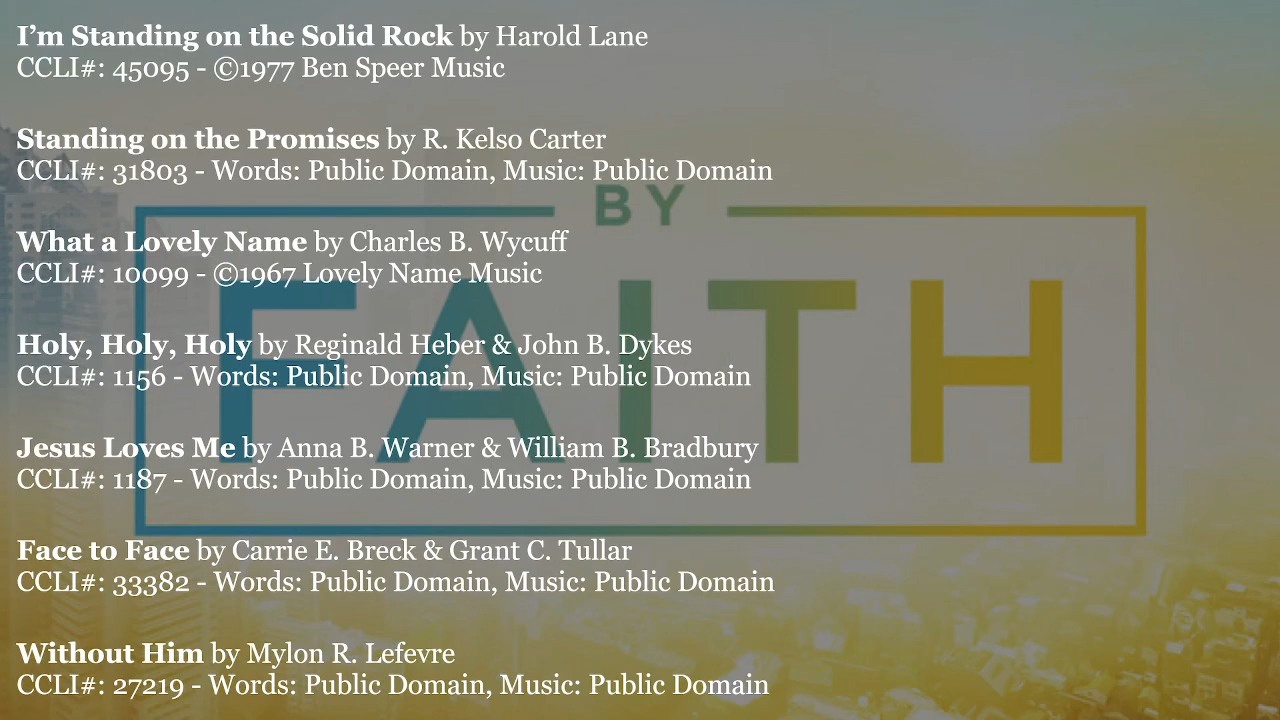 I’m Standing on the Solid Rock by Harold Lane
CCLI#: 45095 - ©1977 Ben Speer Music
Standing on the Promises by R. Kelso Carter
CCLI#: 31803 - Words: Public Domain, Music: Public Domain
BY
FAITH
What a Lovely Name by Charles B. Wycuff
CCLI#: 10099 - ©1967 Lovely Name Music
Holy, Holy, Holy by Reginald Heber & John B. Dykes
CCLI#: 1156 - Words: Public Domain, Music: Public Domain
Jesus Loves Me by Anna B. Warner & William B. Bradbury
CCLI#: 1187 - Words: Public Domain, Music: Public Domain
Face to Face by Carrie E. Breck & Grant C. Tullar
CCLI#: 33382 - Words: Public Domain, Music: Public Domain
Without Him by Mylon R. Lefevre
CCLI#: 27219 - Words: Public Domain, Music: Public Domain